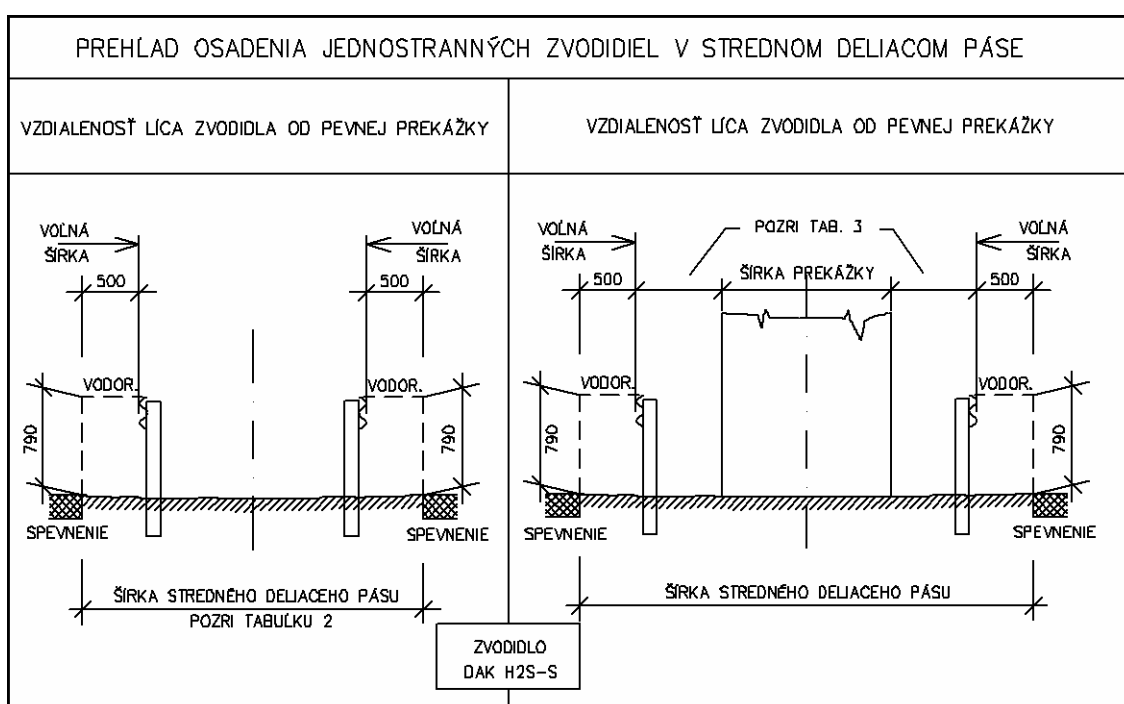 PREHĽAD OSADENIA JEDNOSTRANNÝCH ZVODIDIEL V STREDNOM DELIACOM PÁSE
VZDIALENOSŤ LÍCA ZVODIDLA OD PEVNEJ PREKÁŽKY
VZDIALENOSŤ LÍCA ZVODIDLA OD PEVNEJ PREKÁŽKY
VOĽNÁ
ŠÍRKA
500
VOĽNÁ
ŠÍRKA
500
VODOR.
VODOR.
790
790
SPEVNENIE
SPEVNENIE
ŠÍRKA STREDNÉHO DELIACEHO PÁSU
POZRI TABUĽKU 2
VOĽNÁ
ŠÍRKA
500
POZRI TAB. 3
ŠÍRKA PREKÁŽKY
VOĽNÁ
ŠÍRKA
500
VODOR.
VODOR.
790
790
SPEVNENIE
SPEVNENIE
ŠÍRKA STREDNÉHO DELIACEHO PÁSU
ZVODIDLO
DAK H2S-S